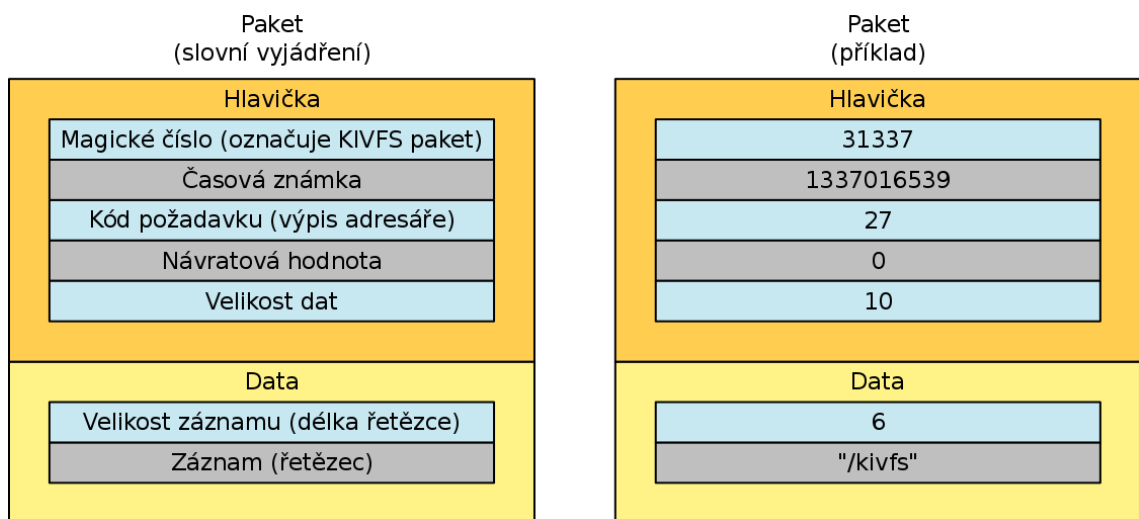 Paket
(slovní vyjádření)
Hlavička
Magické číslo (označuje KIVFS paket)
Časová známka
Kód požadavku (výpis adresáře)
Návratová hodnota
Velikost dat
Data
Velikost záznamu (délka řetězce)
Záznam (řetězec)
Paket
(příklad)
Hlavička
31337
1337016539
27
0
10
Data
6
"/kivfs"